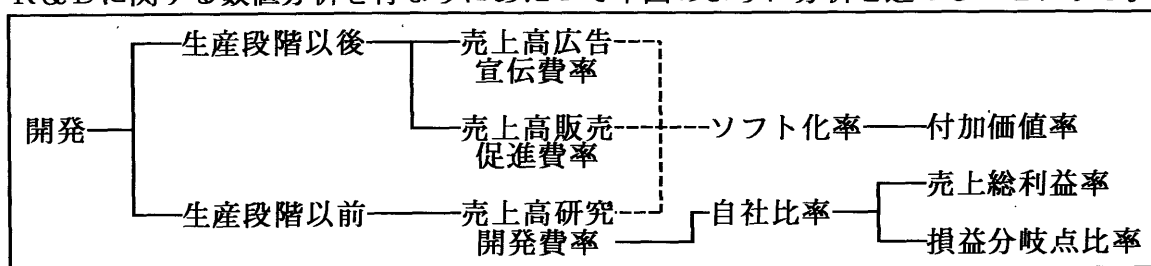 生産段階以後
売上高広告
宣伝費率
開発
売上高販売
促進費率
ソフト化率
付加価値率
売上総利益率
生産段階以前
売上高研究
開発費率
自社比率
損益分岐点比率